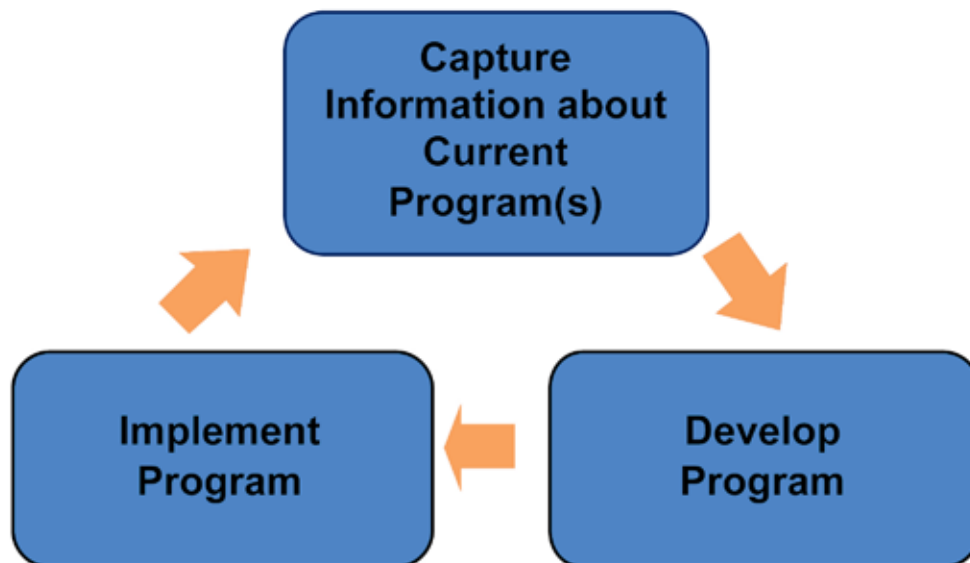 Capture
Information about
Current
Program(s)
Implement
Program
Develop
Program